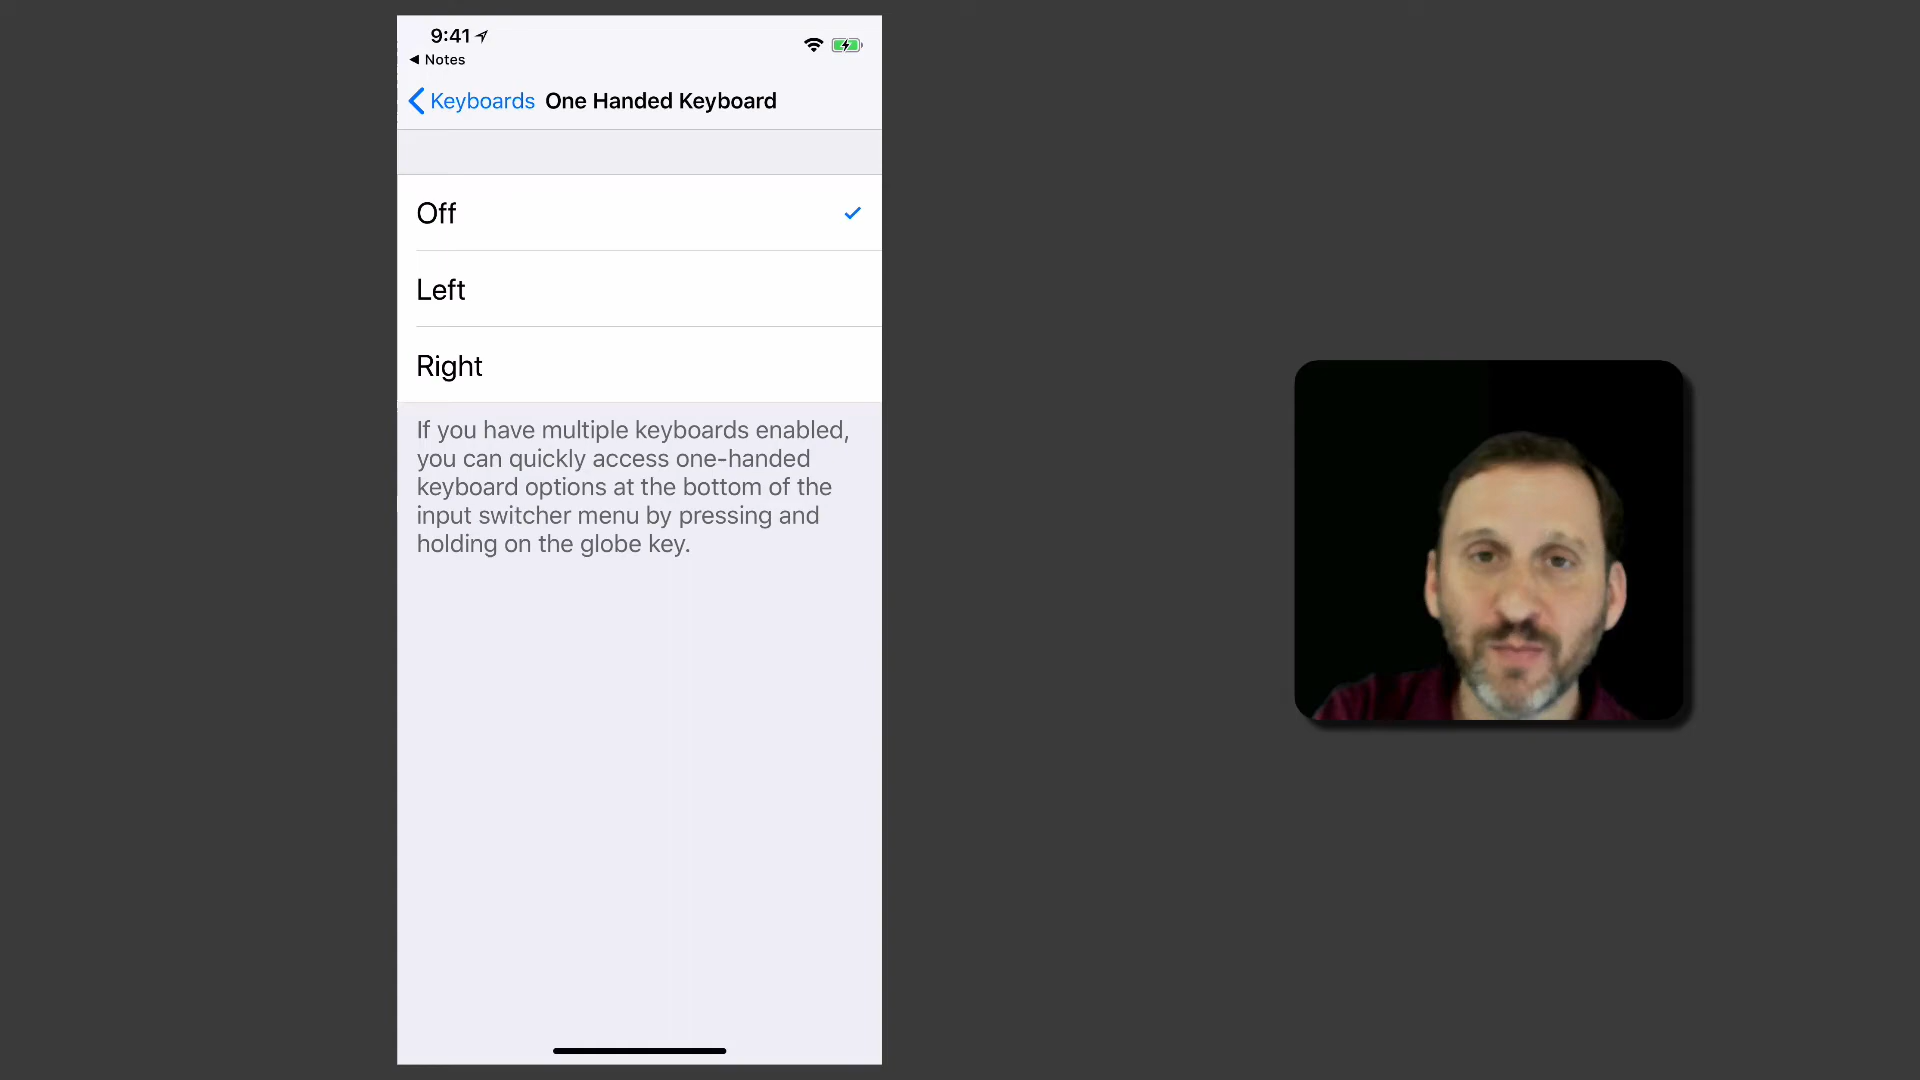 9:41
Notes
Keyboards One Handed Keyboard
Off
Left
Right
If you have multiple keyboards enabled,
you can quickly access one-handed
keyboard options at the bottom of the
input switcher menu by pressing and
holding on the globe key.